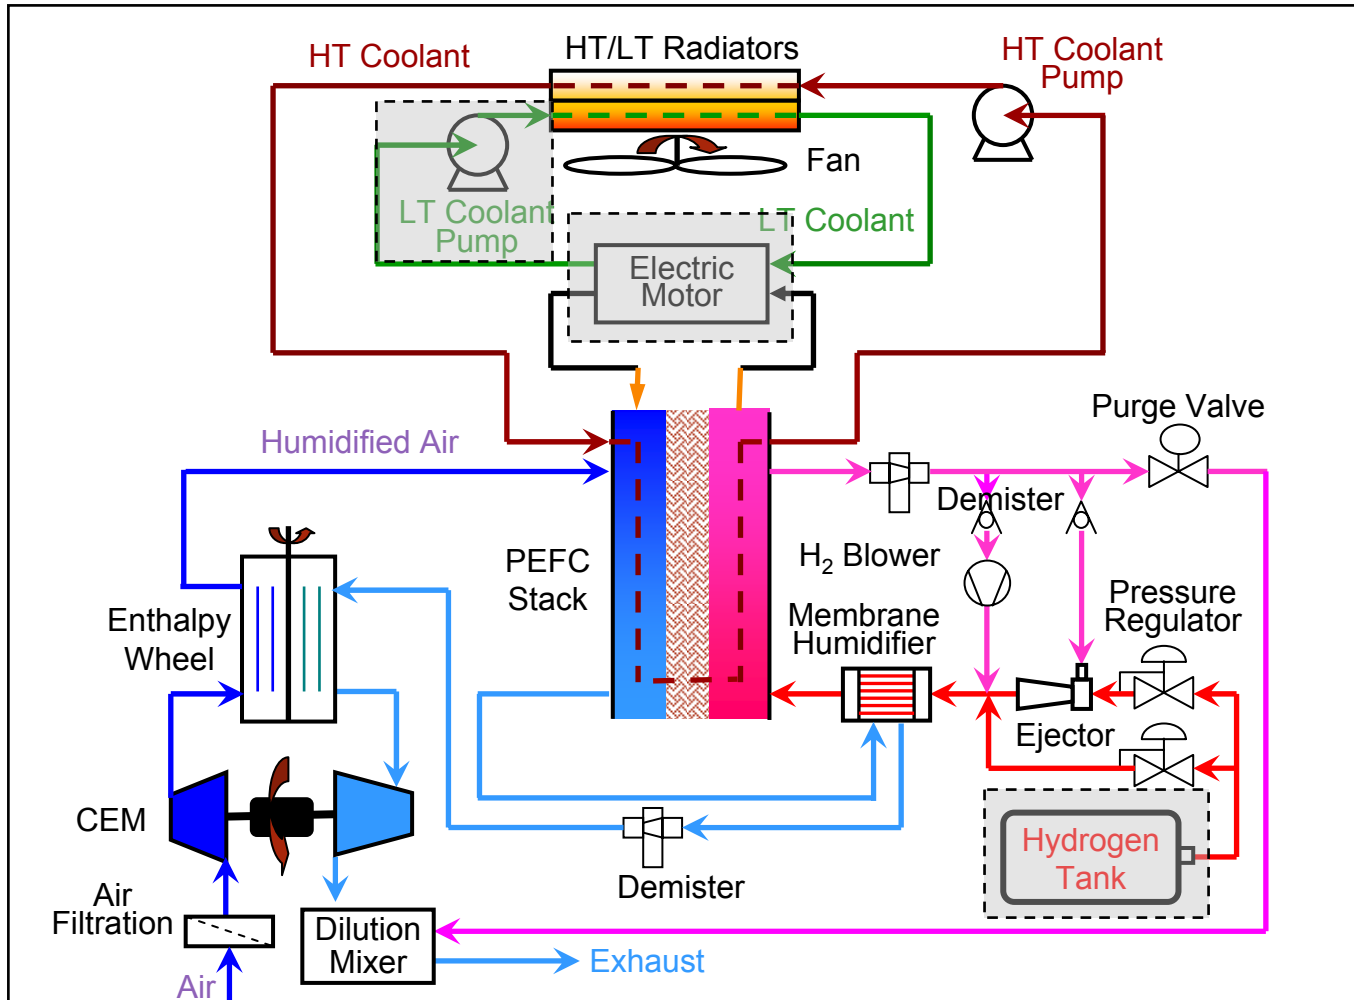 HT Coolant
HT/LT Radiators
HT Coolant
Pump
Fan
LT Coolant
Pump
LT Coolant
Electric
Motor
Purge Valve
Humidified Air
Demister
H2 Blower
PEFC
Stack
Membrane
Humidifier
Pressure
Regulator
Enthalpy
Wheel
Ejector
CEM
Hydrogen
Tank
Demister
Air
Filtration
Dilution
Mixer
Exhaust
Air